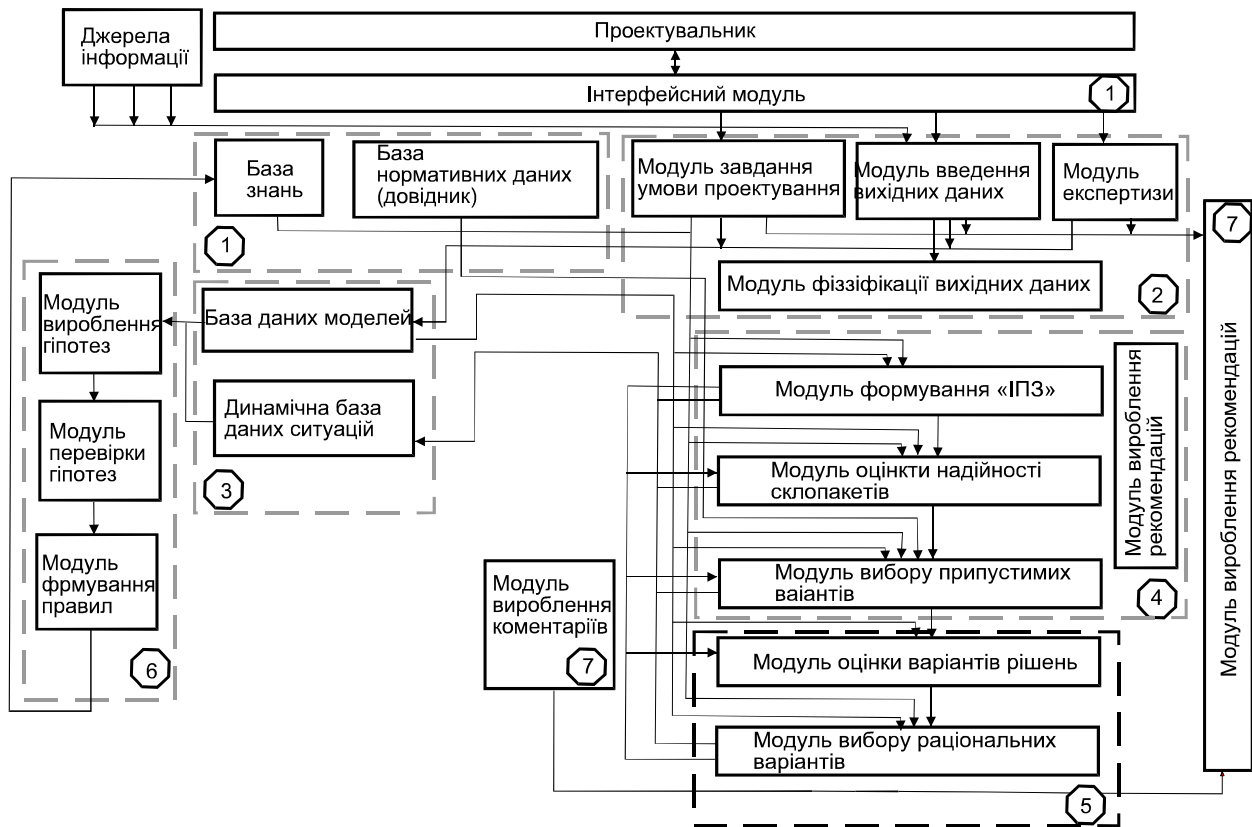 Джерела
інформації
Проектувальник
Інтерфейсний модуль
1
База
знань
База
нормативних даних
(довідник)
1
Модуль завдання
умови проектування
Модуль введення
вихідних даних
Модуль
експертизи
Модуль фіззіфікації вихідних даних
2
7
Модуль вироблення рекомендацій
Модуль
вироблення
гіпотез
Модуль
перевірки
гіпотез
Модуль
фрмування
правил
6
База даних моделей
Динамічна база
даних ситуацій
3
Модуль формування «ІПЗ»
Модуль оцінкти надійності
склопакетів
Модуль вибору припустимих
ваіантів
Модуль вироблення
рекомендацій
4
Модуль
вироблення
коментаріїв
7
Модуль оцінки варіантів рішень
Модуль вибору раціональних
варіантів
5